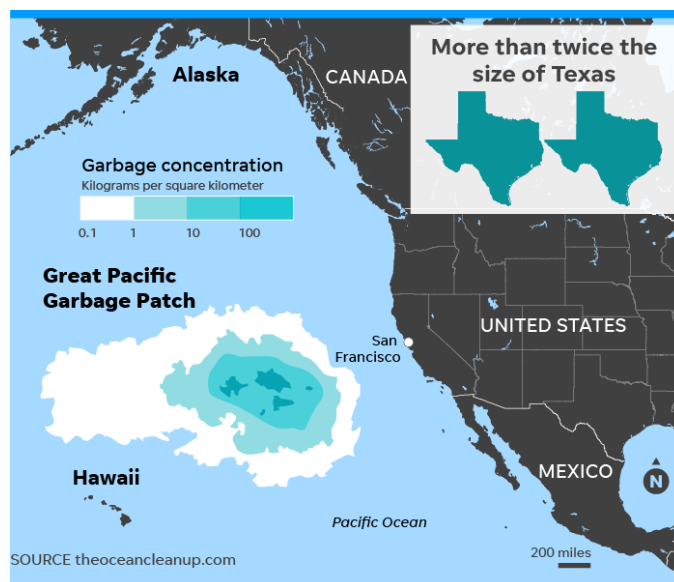 More than twice the
size of Texas
Alaska
CANADA
Garbage concentration
Kilograms per square kilometer
0.1 1 10 100
Great Pacific
Garbage Patch
San
Francisco
UNITED STATES
Hawaii
MEXICO
N
Pacific Ocean
200 miles
SOURCE theoceancleanup.com